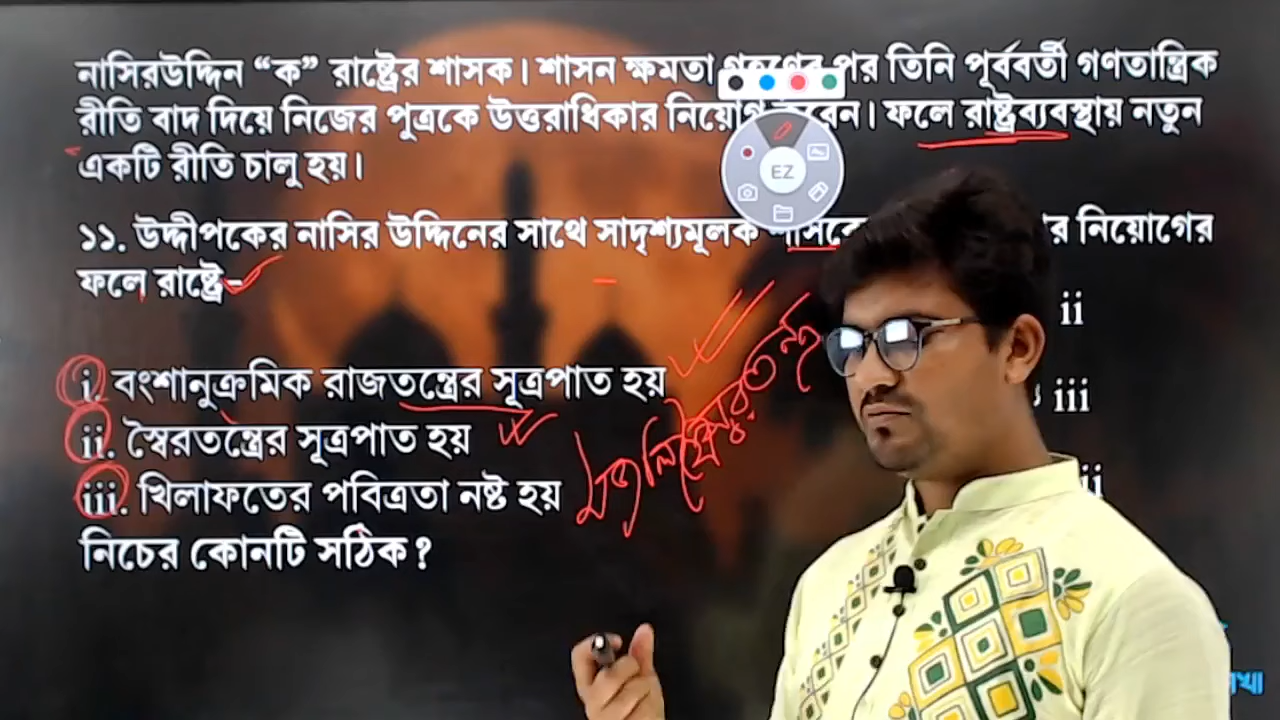 নাসিরউদ্দিন “ক” রাষ্ট্রের শাসক। শাসন ক্ষমতা গ্রহণের পর তিনি পূর্ববর্তী গণতান্ত্রিক
রীতি বাদ দিয়ে নিজের পুত্রকে উত্তরাধিকার নিয়োগ করেন। ফলে রাষ্ট্রব্যবস্থায় নতুন
একটি রীতি চালু হয়।
EZ
১১. উদ্দীপকের নাসির উদ্দিনের সাথে সাদৃশ্যমূলক নিয়োগের
ফলে রাষ্ট্রে-
ii
i. বংশানুক্রমিক রাজতন্ত্রের সূত্রপাত হয়
iii
ii. স্বৈরতন্ত্রের সূত্রপাত হয়
iii. খিলাফতের পবিত্রতা নষ্ট হয়
নিচের কোনটি সঠিক?